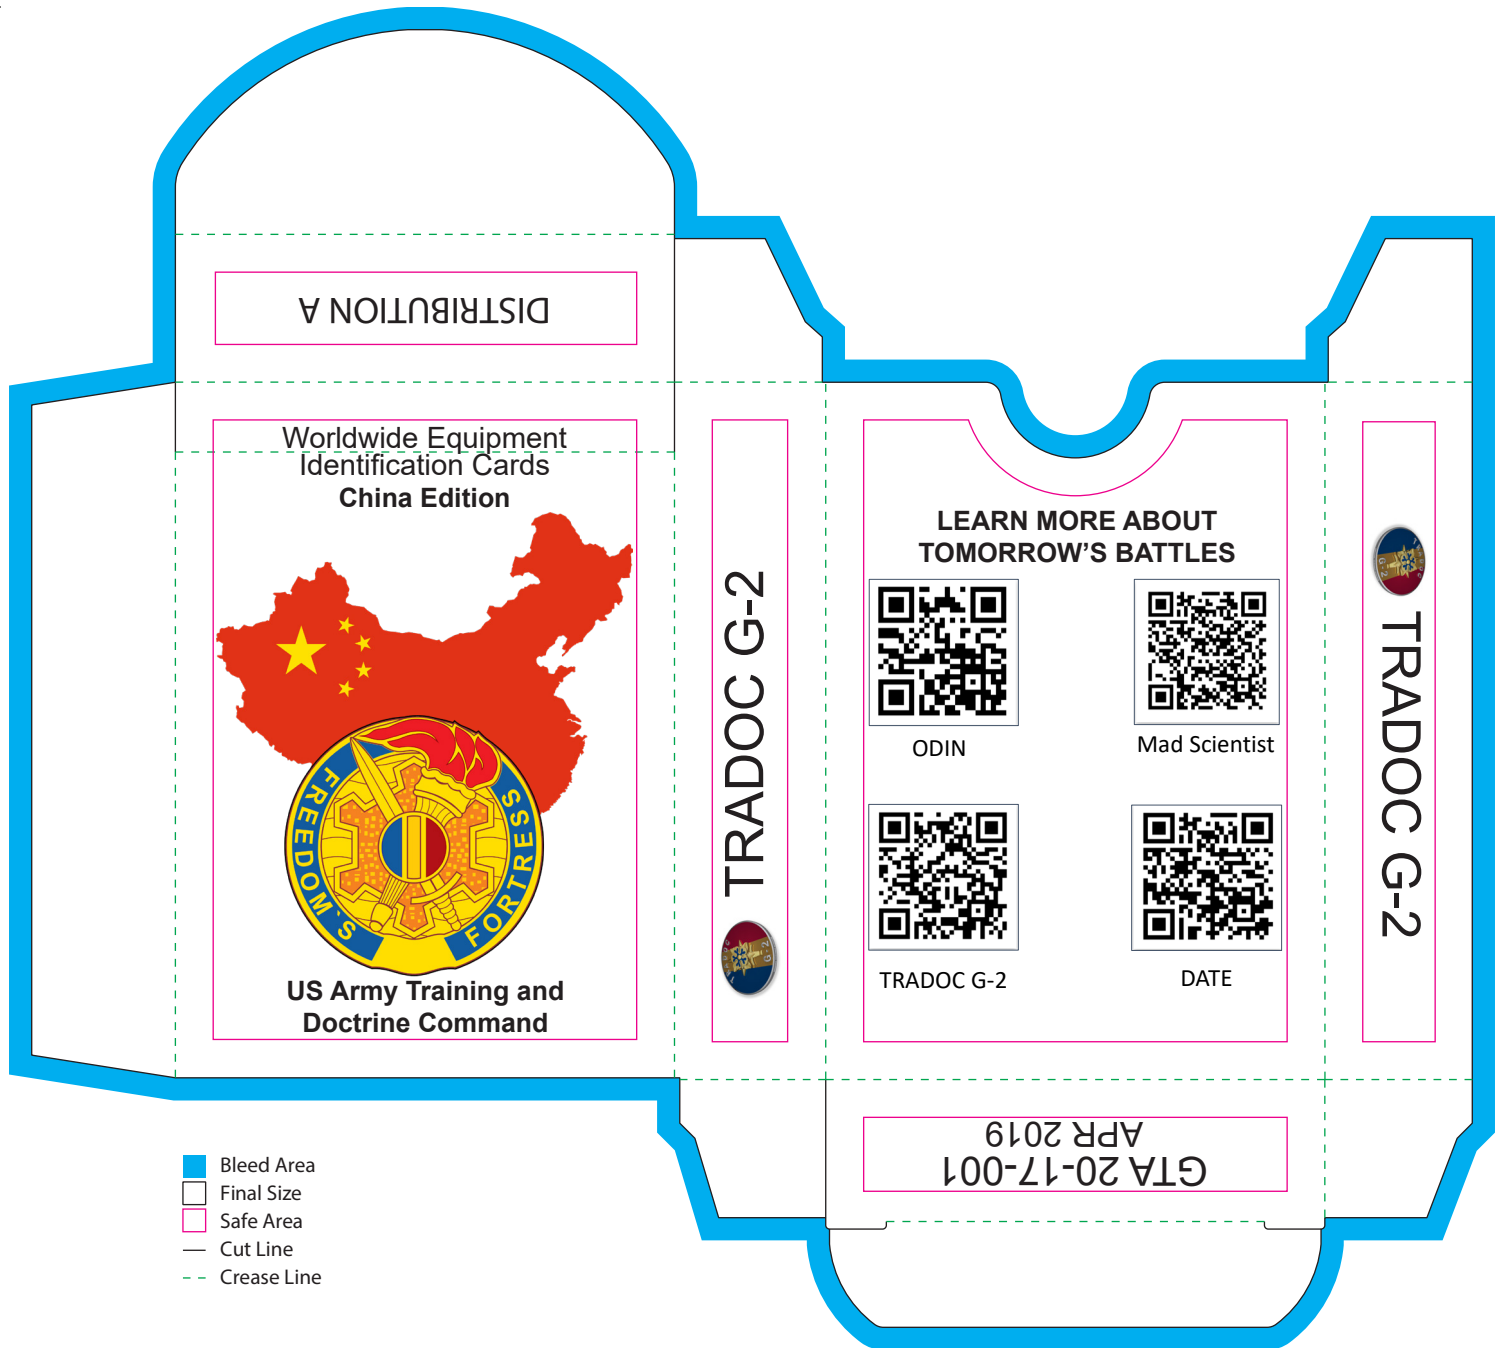 DISTRIBUTION A
Worldwide Equipment
Identification Cards
China Edition
FREEDOM'S FORTRESS
US Army Training and
Doctrine Command
TRADOC G-2
LEARN MORE ABOUT
TOMORROW'S BATTLES
ODIN
Mad Scientist
TRADOC G-2
DATE
TRADOC G-2
GTA 20-17-001
APR 2019
Bleed Area
Final Size
Safe Area
Cut Line
Crease Line